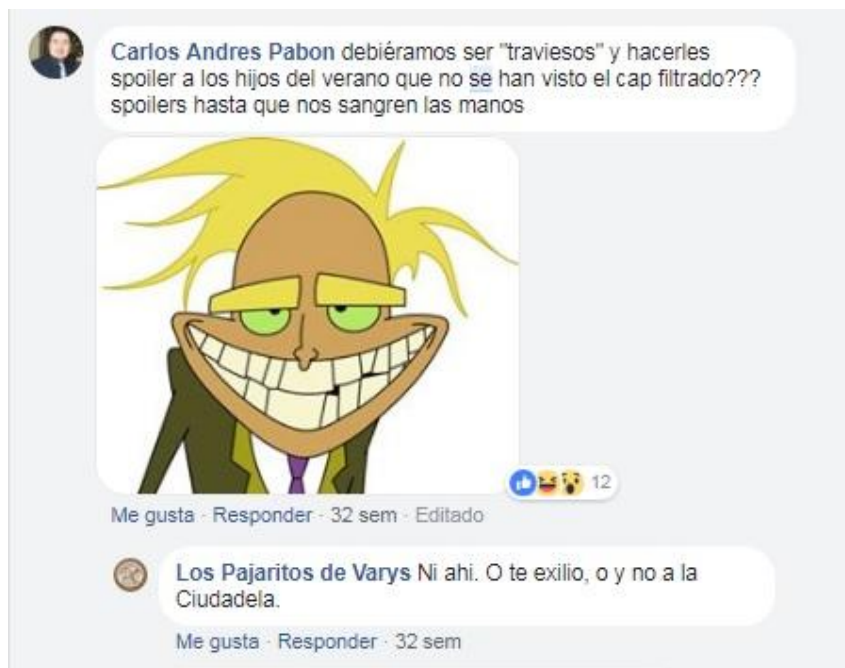 Carlos Andres Pabon debiéramos ser "traviesos" y hacerles
spoiler a los hijos del verano que no se han visto el cap filtrado???
spoilers hasta que nos sangren las manos
12
Me gusta · Responder · 32 sem · Editado
Los Pajaritos de Varys Ni ahi. O te exilio, o y no a la
Ciudadela.
Me gusta · Responder · 32 sem